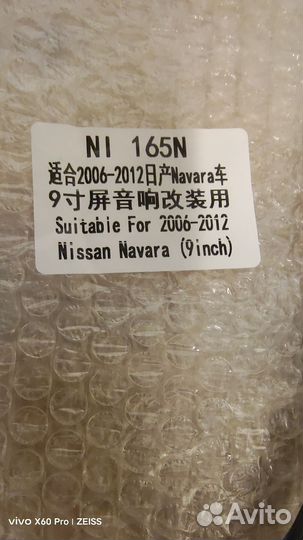 NI 165N
适合2006-2012日产Navara车
9寸屏音响改装用
Suitabie For 2006-2012
Nissan Navara (9inch)
vivo X60 Pro | ZEISS
Avito